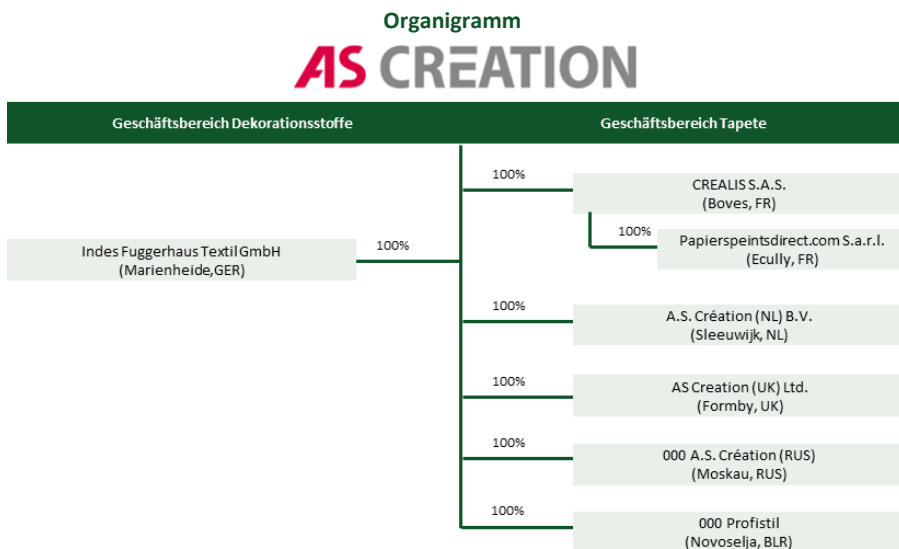 Organigramm
AS CREATION
Geschäftsbereich Dekorationsstoffe
Geschäftsbereich Tapete
100%
CREALIS S.A.S.
(Boves, FR)
100%
Papierspeintsdirect.com S.a.r.l.
(Ecully, FR)
Indes Fuggerhaus Textil GmbH
(Marienheide,GER)
100%
100%
A.S. Création (NL) B.V.
(Sleeuwijk, NL)
100%
AS Creation (UK) Ltd.
(Formby, UK)
100%
000 A.S. Création (RUS)
(Moskau, RUS)
100%
000 Profistil
(Novoselja, BLR)